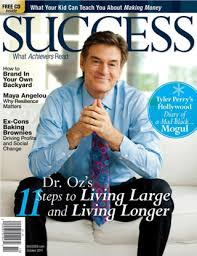 FREE CD
INSIDE!
What Your Kid Can Teach You About Making Money
SUCCESS
What Achievers Read
How to
Brand In
Your Own
Backyard
Maya Angelou
Why Resilience
Matters
Ex-Cons
Baking
Brownies
Driving Profits
and Social
Change
Tyler Perry's
Hollywood
Diary of
a Mad Black
Mogul
Dr. Oz's
11 Steps to Living Large
and Living Longer